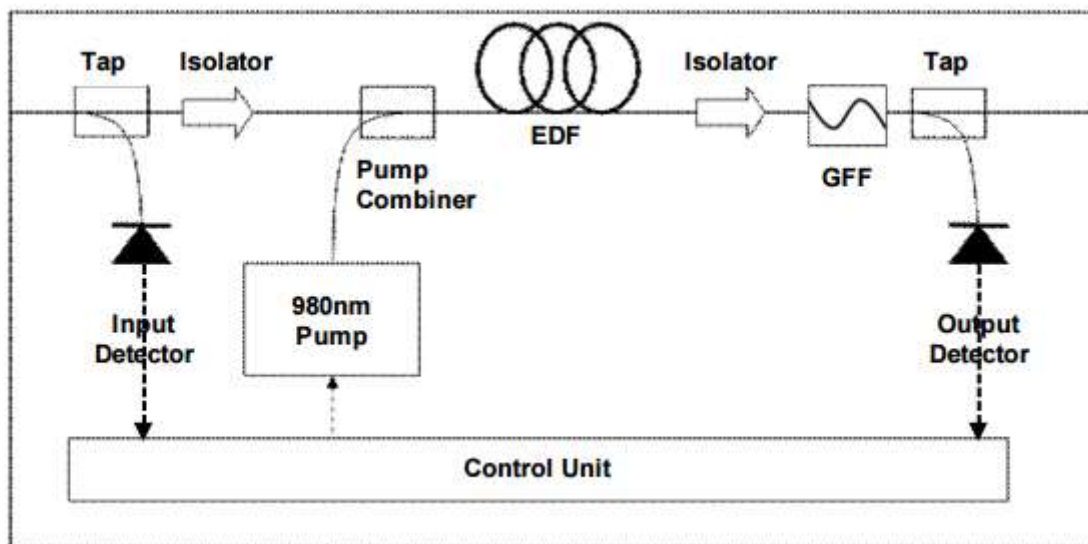 Tap
Isolator
Isolator
Tap
EDF
GFF
Pump
Combiner
980nm
Pump
Input
Detector
Output
Detector
Control Unit